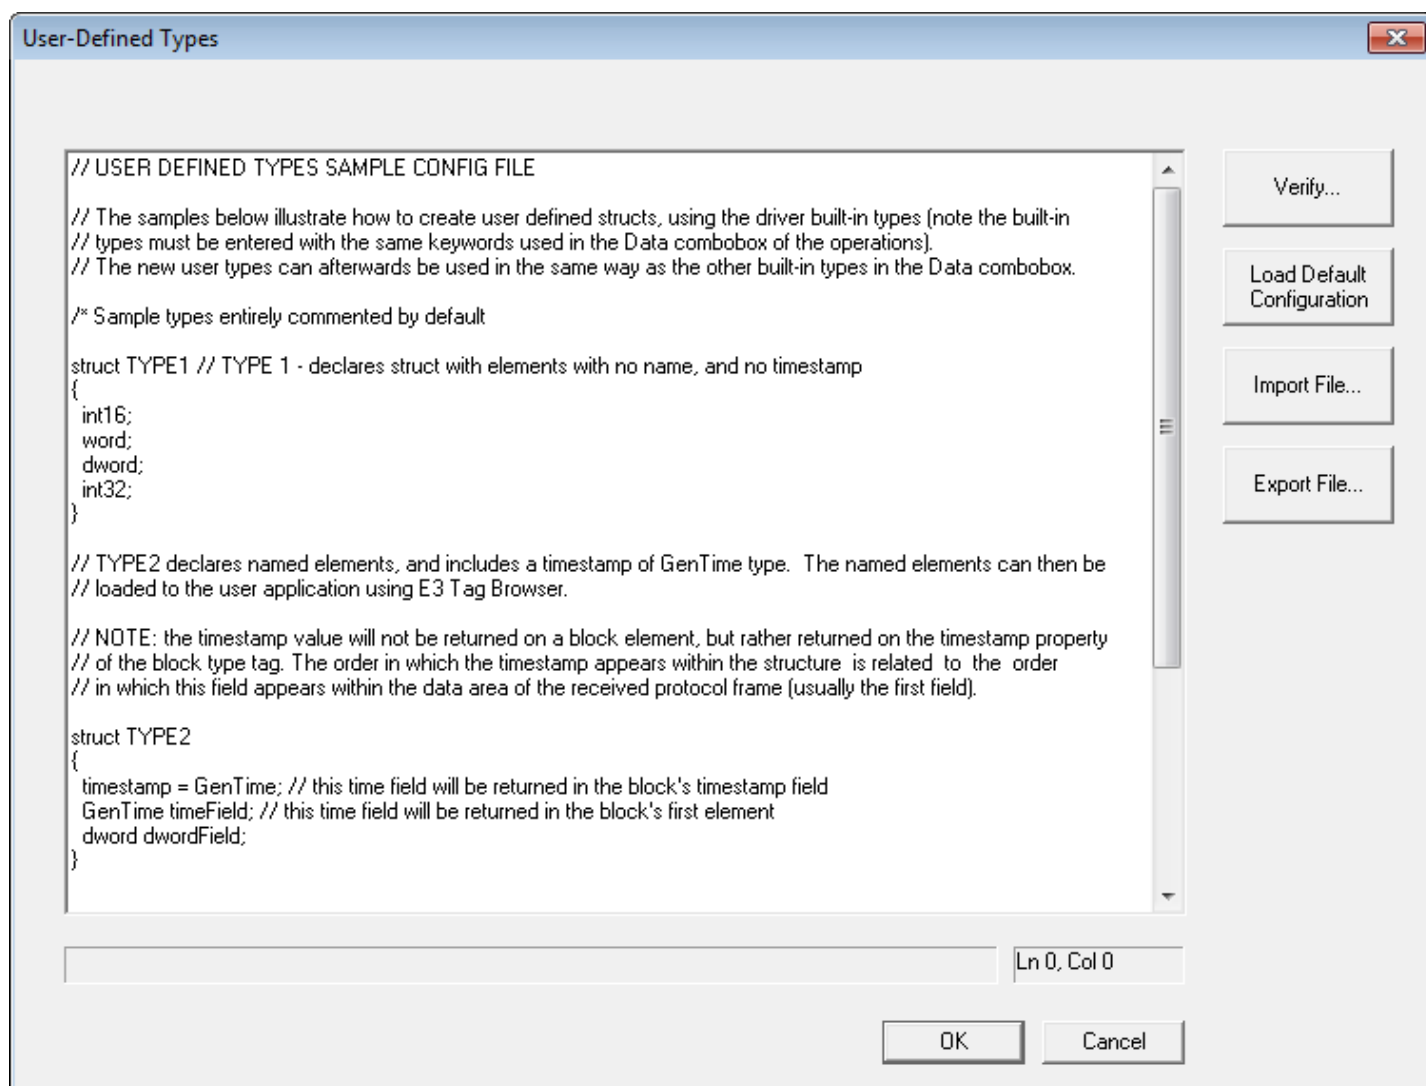 User-Defined Types
// USER DEFINED TYPES SAMPLE CONFIG FILE
// The samples below illustrate how to create user defined structs, using the driver built-in types (note the built-in
// types must be entered with the same keywords used in the Data combobox of the operations).
// The new user types can afterwards be used in the same way as the other built-in types in the Data combobox.
/* Sample types entirely commented by default
struct TYPE1 // TYPE 1 - declares struct with elements with no name, and no timestamp
{
int16;
word;
dword;
int32;
}
// TYPE2 declares named elements, and includes a timestamp of GenTime type.  The named elements can then be
// loaded to the user application using E3 Tag Browser.
// NOTE: the timestamp value will not be returned on a block element, but rather returned on the timestamp property
// of the block type tag. The order in which the timestamp appears within the structure  is related  to  the  order
// in which this field appears within the data area of the received protocol frame (usually the first field).
struct TYPE2
{
timestamp = GenTime; // this time field will be returned in the block's timestamp field
GenTime timeField; // this time field will be returned in the block's first element
dword dwordField;
}
Verify...
Load Default
Configuration
Import File...
Export File...
Ln 0, Col 0
OK
Cancel